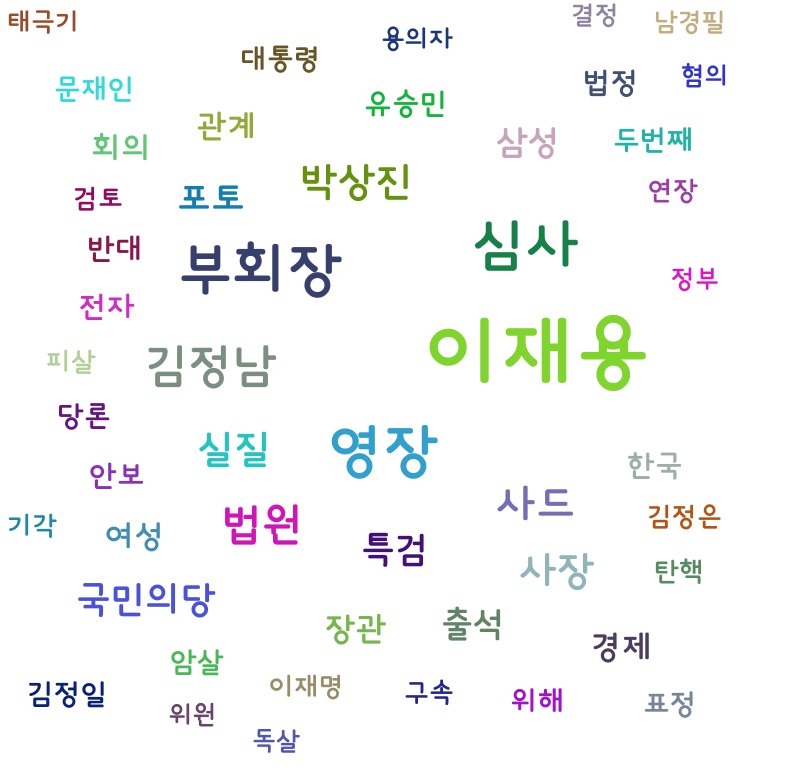 태극기
결정
남경필
용의자
대통령
문재인
법정
혐의
유승민
관계
회의
삼성
두번째
박상진
검토
포토
연장
반대
부회장
심사
정부
전자
이재용
피살
김정남
당론
실질
영장
안보
한국
사드
기각
여성
법원
김정은
특검
사장
탄핵
국민의당
장관
출석
경제
암살
김정일
이재명
구속
위해
표정
위원
독살